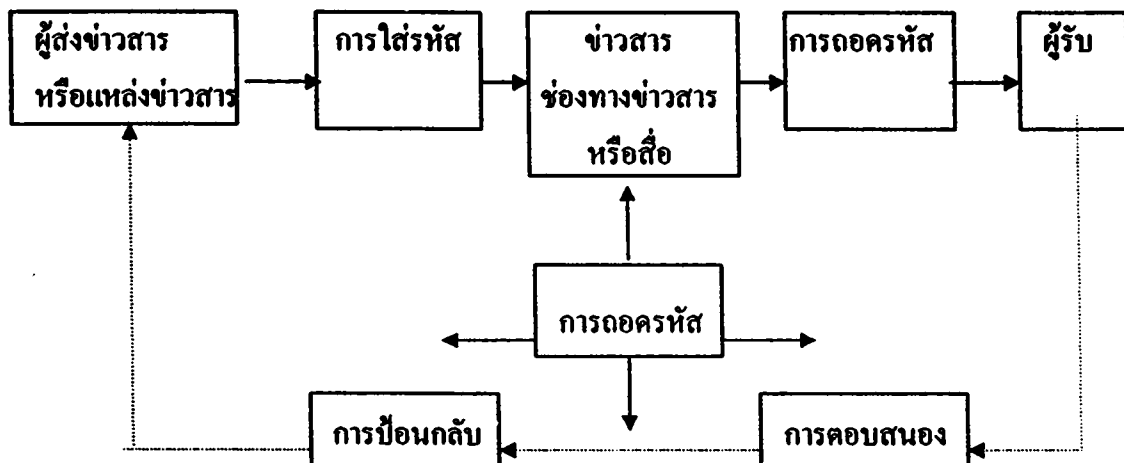 ผู้ส่งข่าวสาร
หรือแหล่งข่าวสาร
การใส่รหัส
ข่าวสาร
ช่องทางข่าวสาร
หรือสื่อ
การถอดรหัส
ผู้รับ
การถอดรหัส
การป้อนกลับ
การตอบสนอง